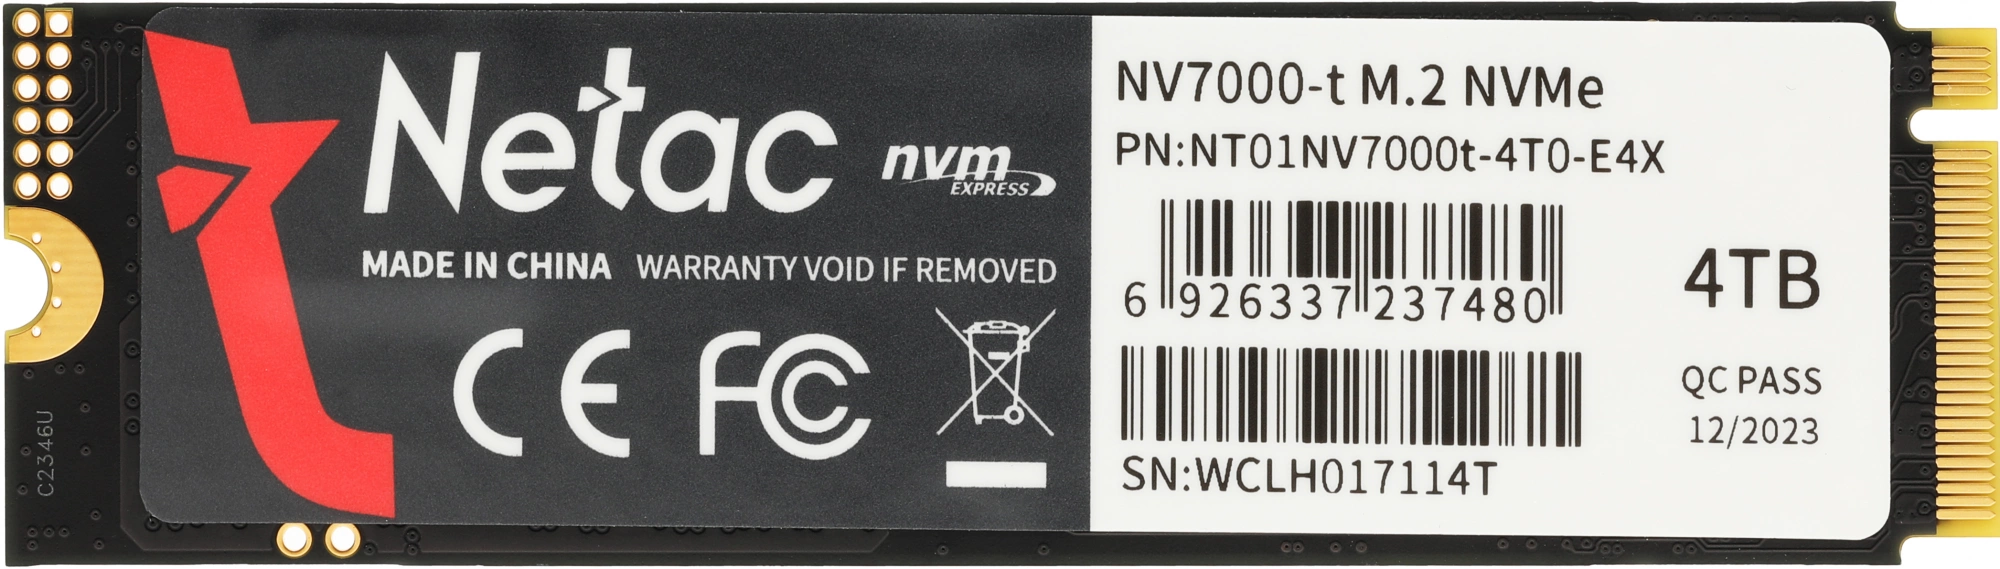 Netac
nvm
EXPRESS
MADE IN CHINA WARRANTY VOID IF REMOVED
CE FC
C2346U
NV7000-t M.2 NVMe
PN:NT01NV7000t-4T0-E4X
6 926337 237480
4TB
QC PASS
12/2023
SN:WCLH017114T